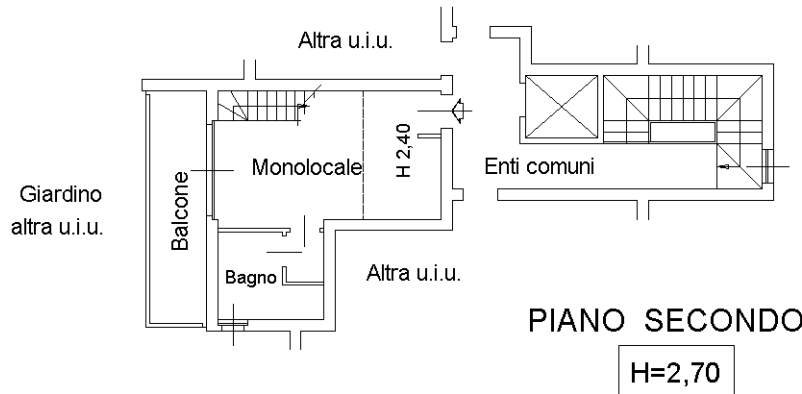 Altra u.i.u.
Monolocale
H 2,40
Enti comuni
Giardino
altra u.i.u.
Balcone
Bagno
Altra u.i.u.
PIANO SECONDO
H=2,70